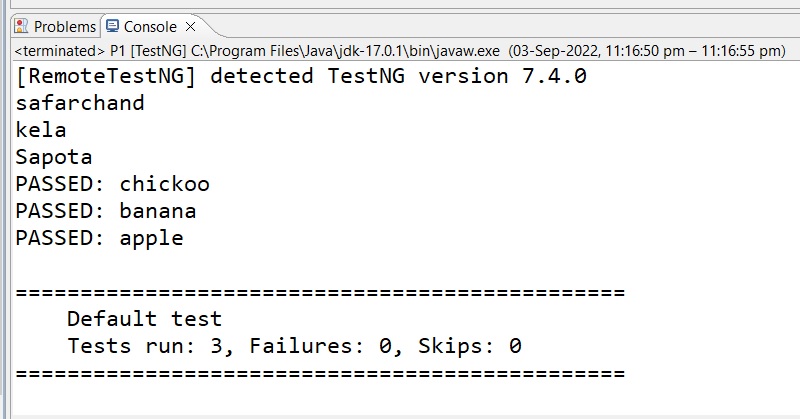 Problems Console
<terminated> P1 [TestNG] C:\Program Files\Java\jdk-17.0.1\bin\javaw.exe (03-Sep-2022, 11:16:50 pm – 11:16:55 pm)
[RemoteTestNG] detected TestNG version 7.4.0
safarchand
kela
Sapota
PASSED: chickoo
PASSED: banana
PASSED: apple
===============================================
Default test
Tests run: 3, Failures: 0, Skips: 0
===============================================